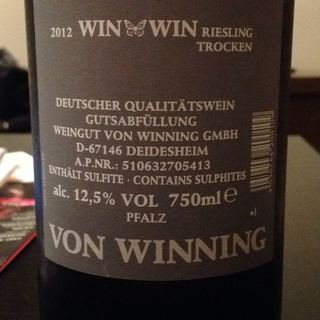 2012 WIN WIN RIESLING
TROCKEN
DEUTSCHER QUALITÄTSWEIN
GUTSABFÜLLUNG
WEINGUT VON WINNING GMBH
D-67146 DEIDESHEIM
A.P.NR.: 510632705413
ENTHÄLT SULFITE · CONTAINS SULPHITES
alc. 12,5% VOL 750ml e
PFALZ
VON WINNING